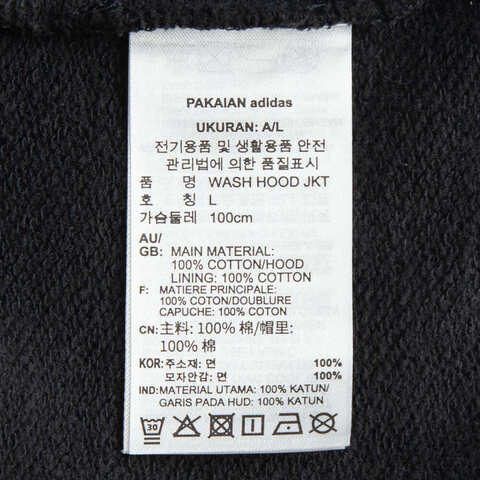 PAKAIAN adidas
UKURAN: A/L
전기용품 및 생활용품 안전
관리법에 의한 품질표시
품 명 WASH HOOD JKT
호 칭 L
가슴둘레 100cm
AU/
GB: MAIN MATERIAL:
100% COTTON/HOOD
LINING: 100% COTTON
F: MATIERE PRINCIPALE:
100% COTON/DOUBLURE
CAPUCHE: 100% COTON
CN: 主料: 100% 棉/帽里:
100% 棉
KOR: 주소재: 면 100%
모자안감: 면 100%
IND: MATERIAL UTAMA: 100% KATUN/
GARIS PADA HUD: 100% KATUN
30